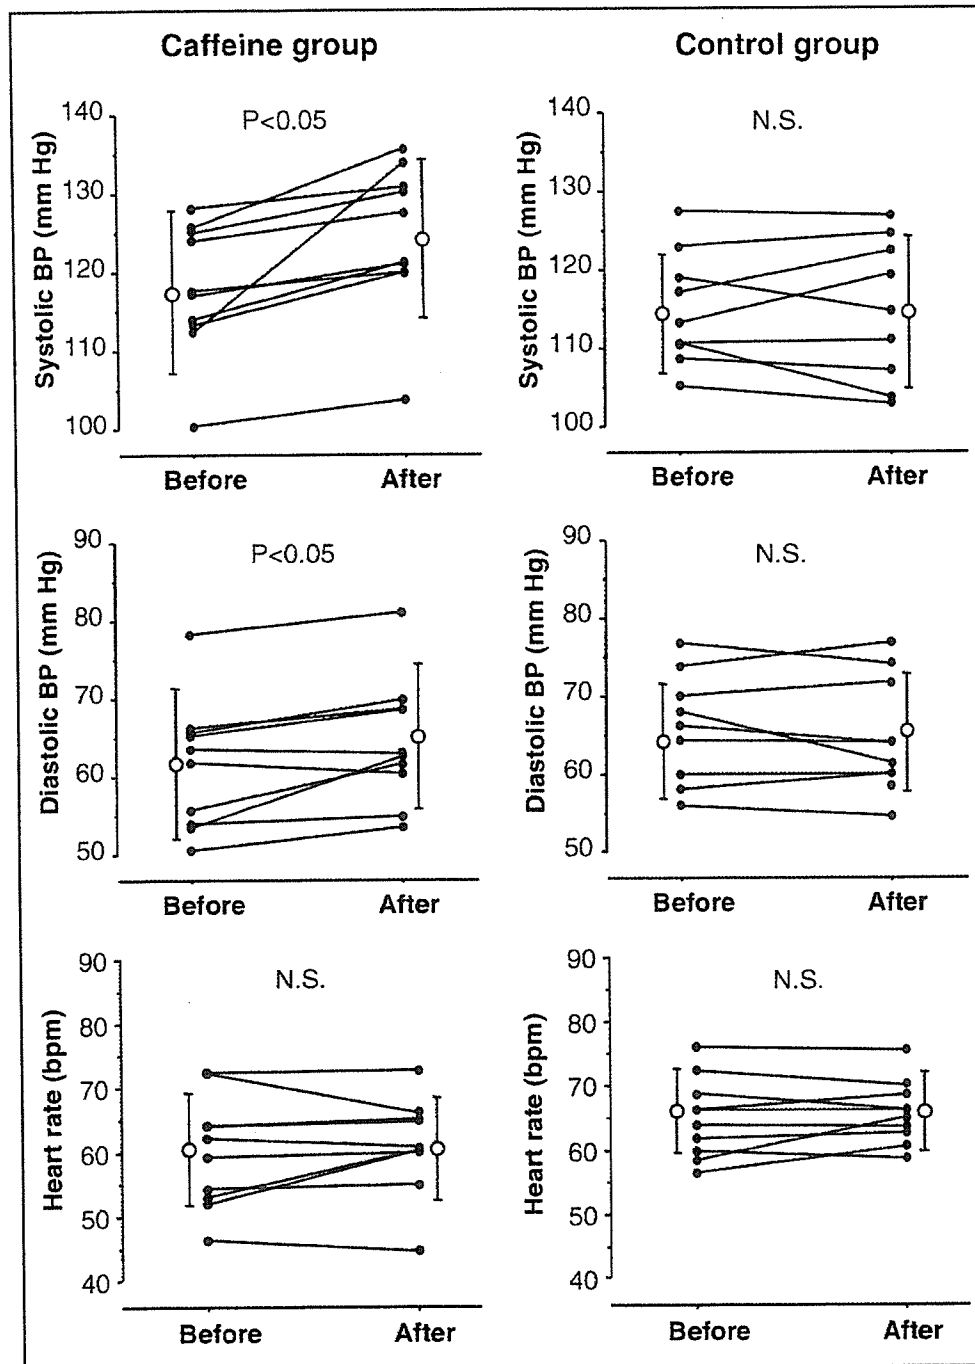 Caffeine group
Control group
P<0.05
N.S.
Systolic BP (mm Hg)
140
130
120
110
100
Before
After
Systolic BP (mm Hg)
140
130
120
110
100
Before
After
P<0.05
N.S.
Diastolic BP (mm Hg)
90
80
70
60
50
Before
After
Diastolic BP (mm Hg)
90
80
70
60
50
Before
After
N.S.
N.S.
Heart rate (bpm)
90
80
70
60
50
40
Before
After
Heart rate (bpm)
90
80
70
60
50
40
Before
After